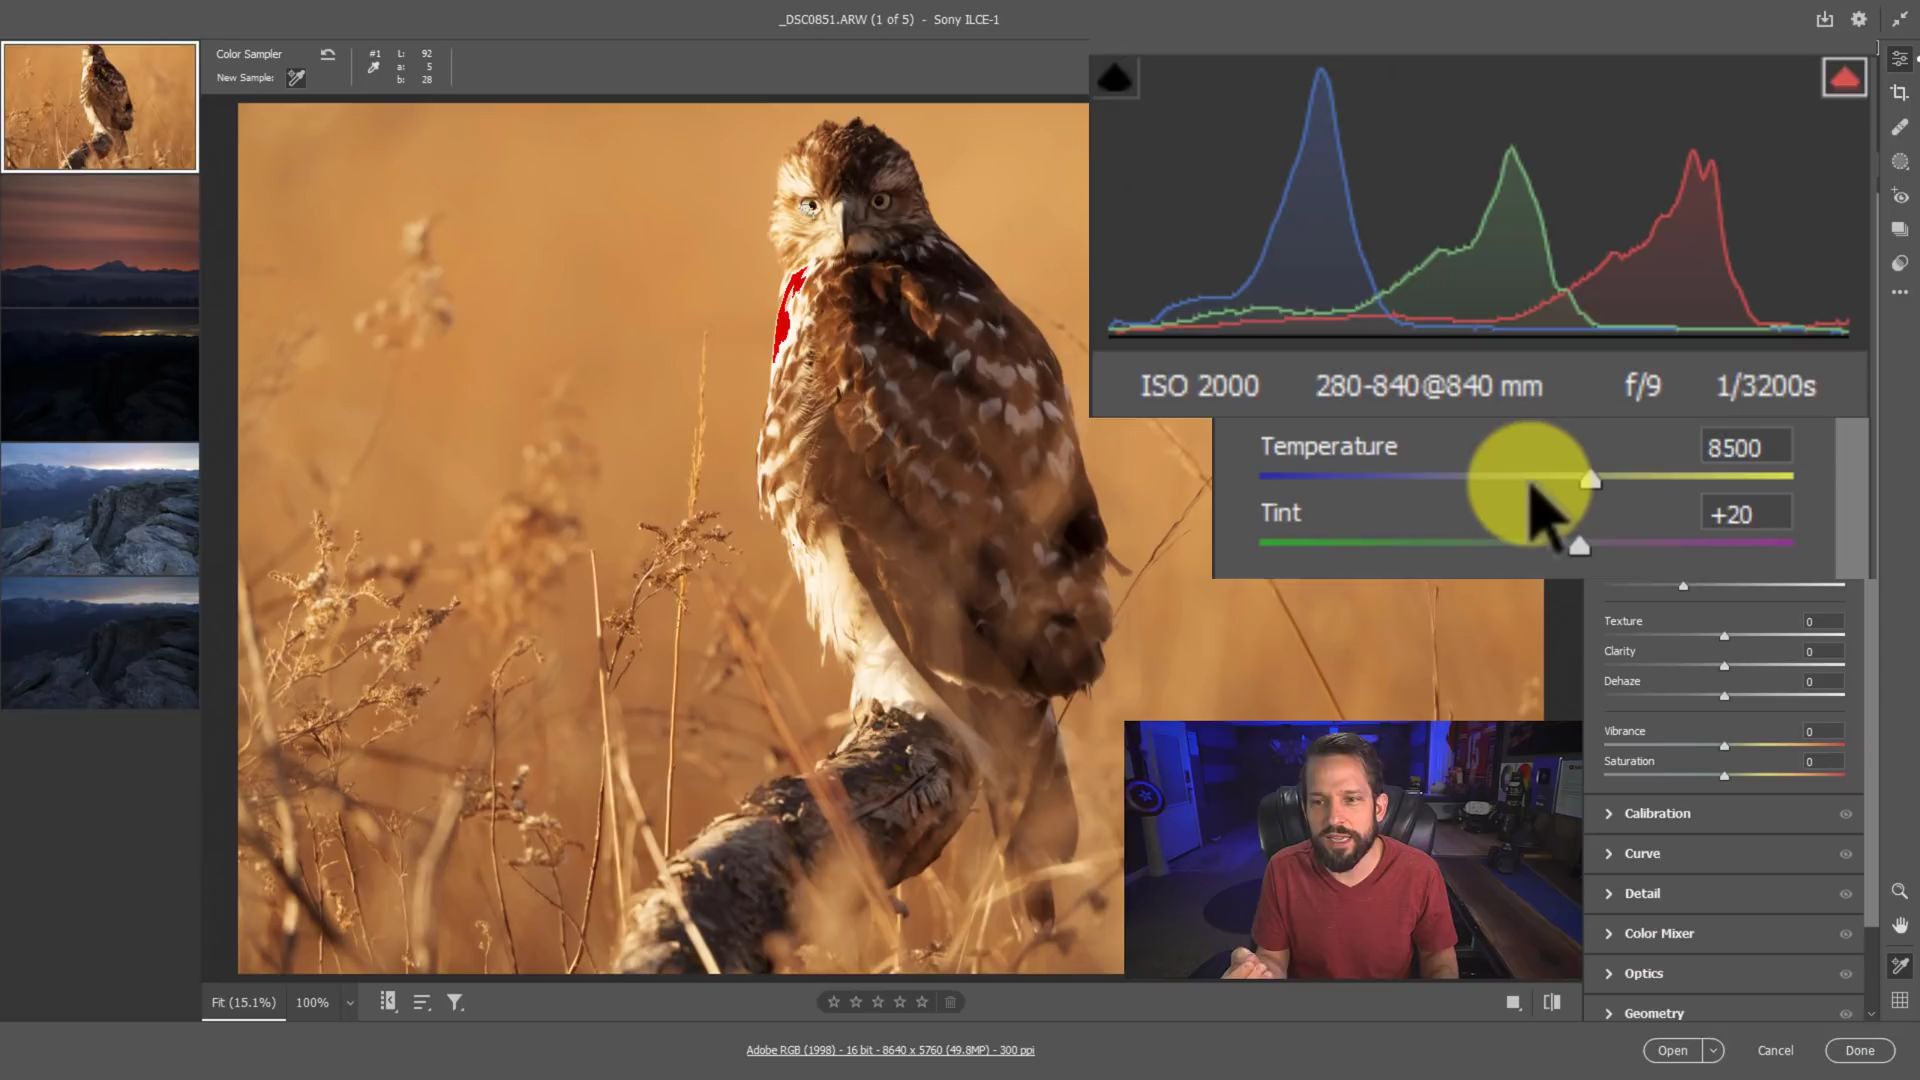 _DSC0851.ARW (1 of 5) - Sony ILCE-1
Color Sampler
New Sample:
#1 L: 92
a: 5
b: 28
ISO 2000 280-840@840 mm f/9 1/3200s
Temperature 8500
Tint +20
Texture 0
Clarity 0
Dehaze 0
Vibrance 0
Saturation 0
Calibration
Curve
Detail
Color Mixer
Optics
Geometry
Fit (15.1%) 100%
Adobe RGB (1998) - 16 bit - 8640 x 5760 (49.8MP) - 300 ppi
Open Cancel Done